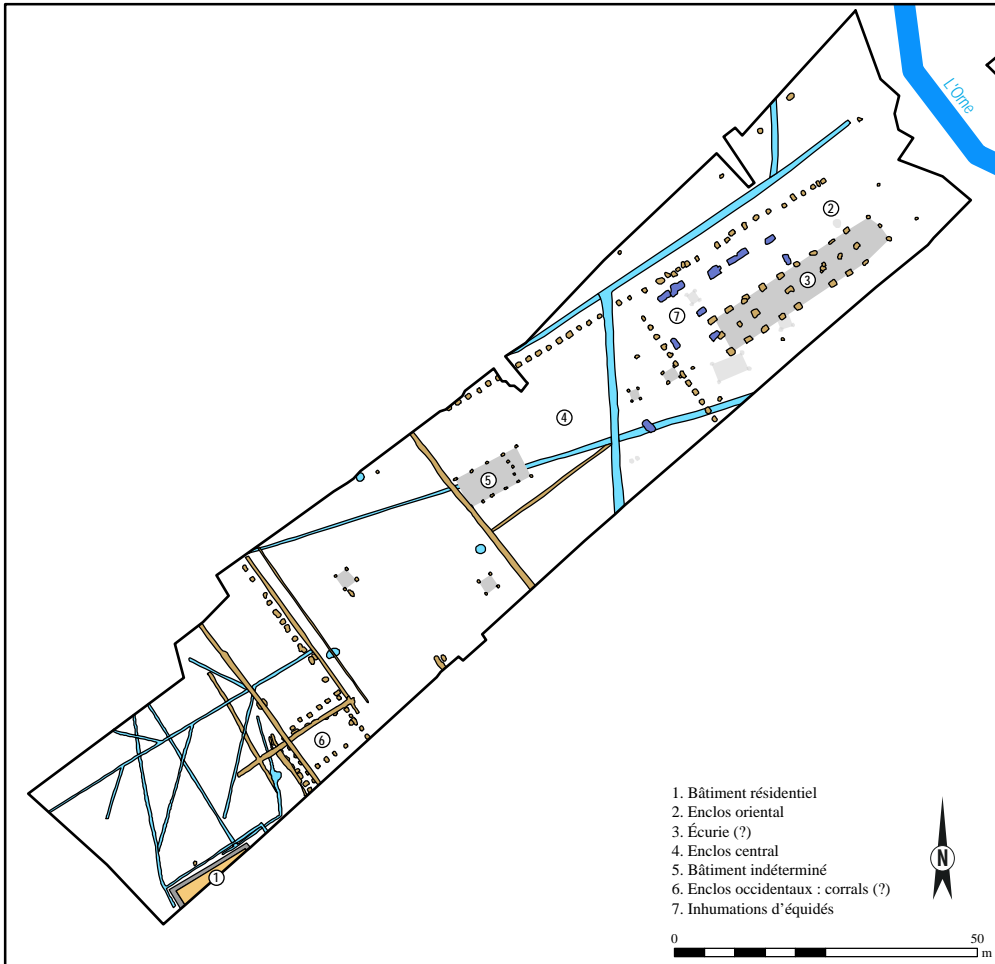 L'Orne
2
3
7
4
5
6
1
1. Bâtiment résidentiel
2. Enclos oriental
3. Écurie (?)
4. Enclos central
5. Bâtiment indéterminé
6. Enclos occidentaux : corrals (?)
7. Inhumations d'équidés
N
0 50
m